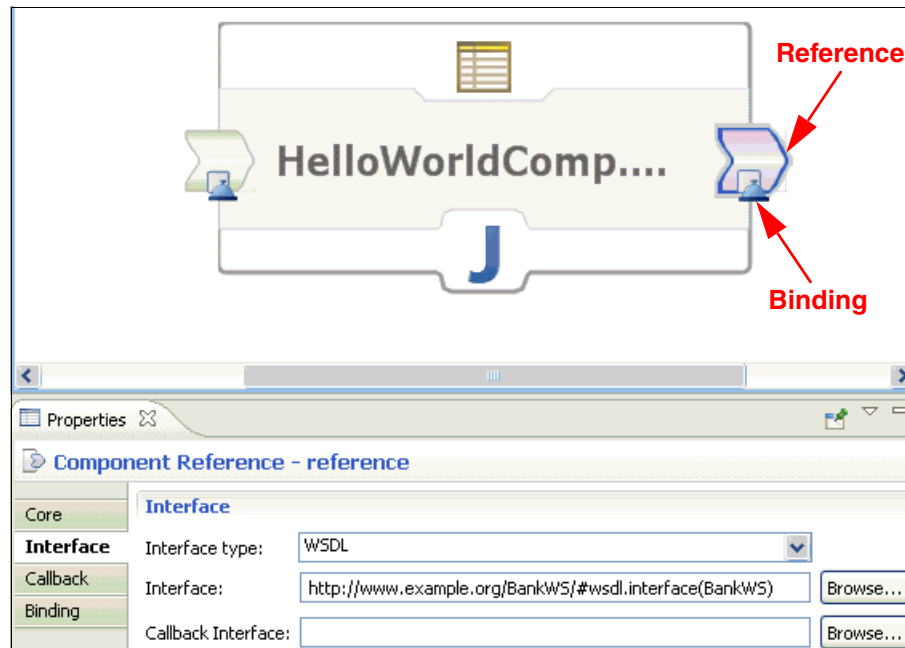 Reference
HelloWorldComp....
J
Binding
Properties
Component Reference - reference
Core
Interface
Callback
Binding
Interface
Interface type: WSDL
Interface: http://www.example.org/BankWS/#wsdl.interface(BankWS) Browse...
Callback Interface: Browse...